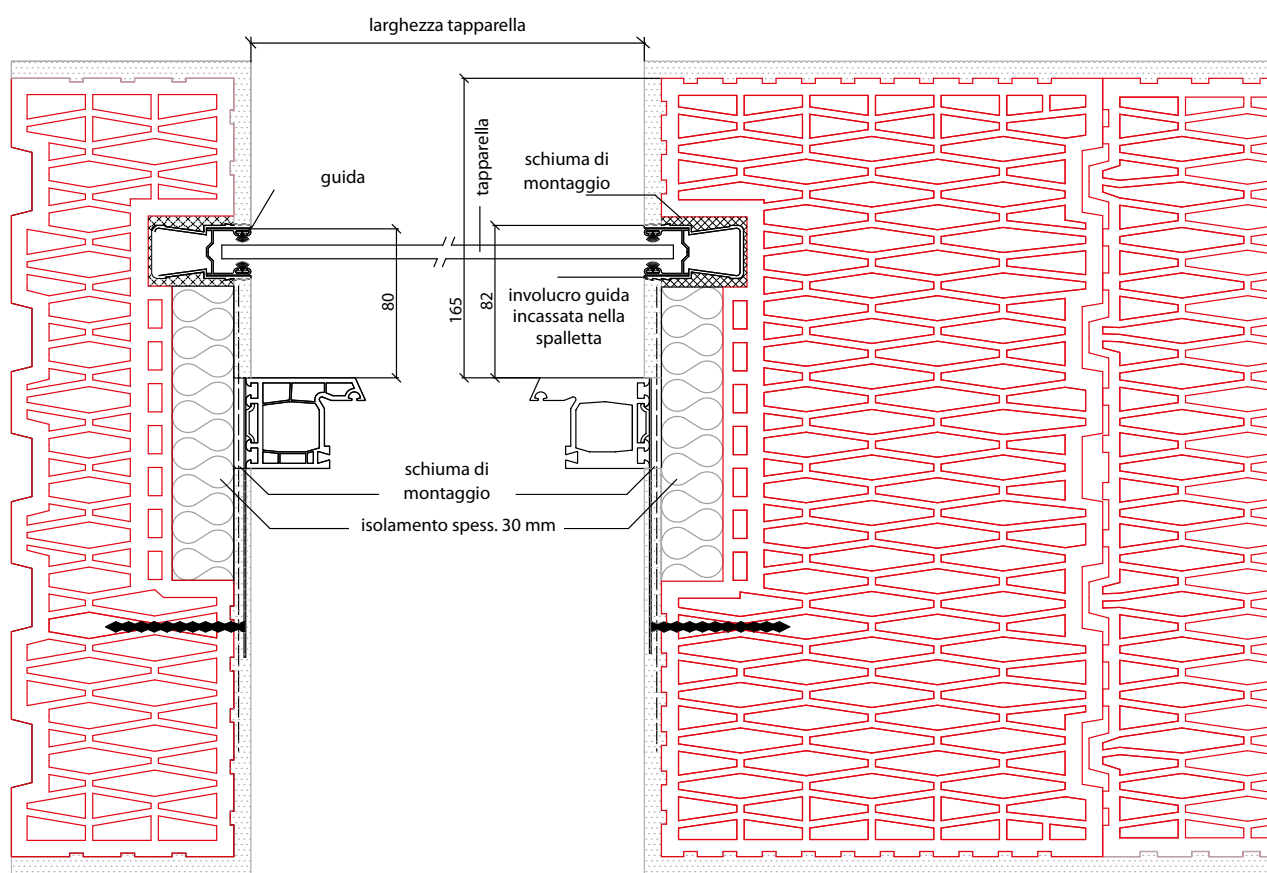 larghezza tapparella
tapparella
schiuma di
montaggio
guida
80
165
82
involucro guida
incassata nella
spalletta
schiuma di
montaggio
isolamento spess. 30 mm